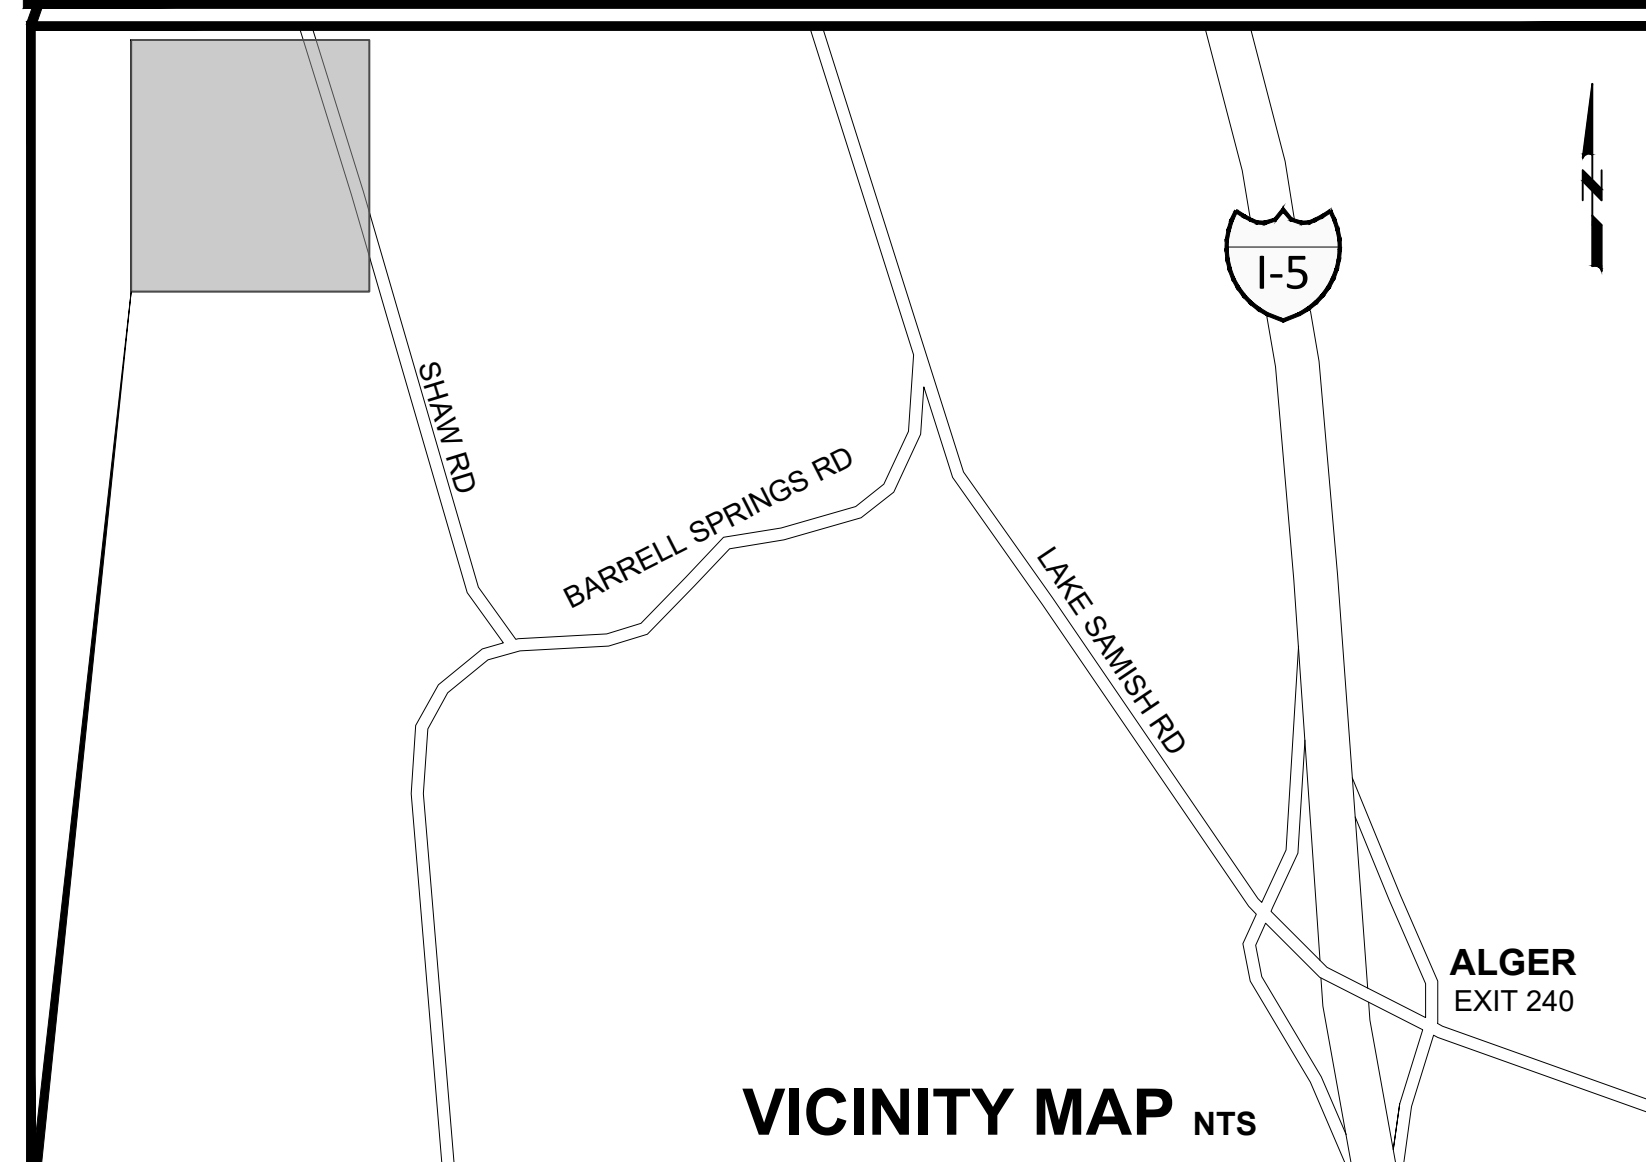 N
I-5
SHAW RD
BARRELL SPRINGS RD
LAKE SAMISH RD
ALGER
EXIT 240
VICINITY MAP NTS